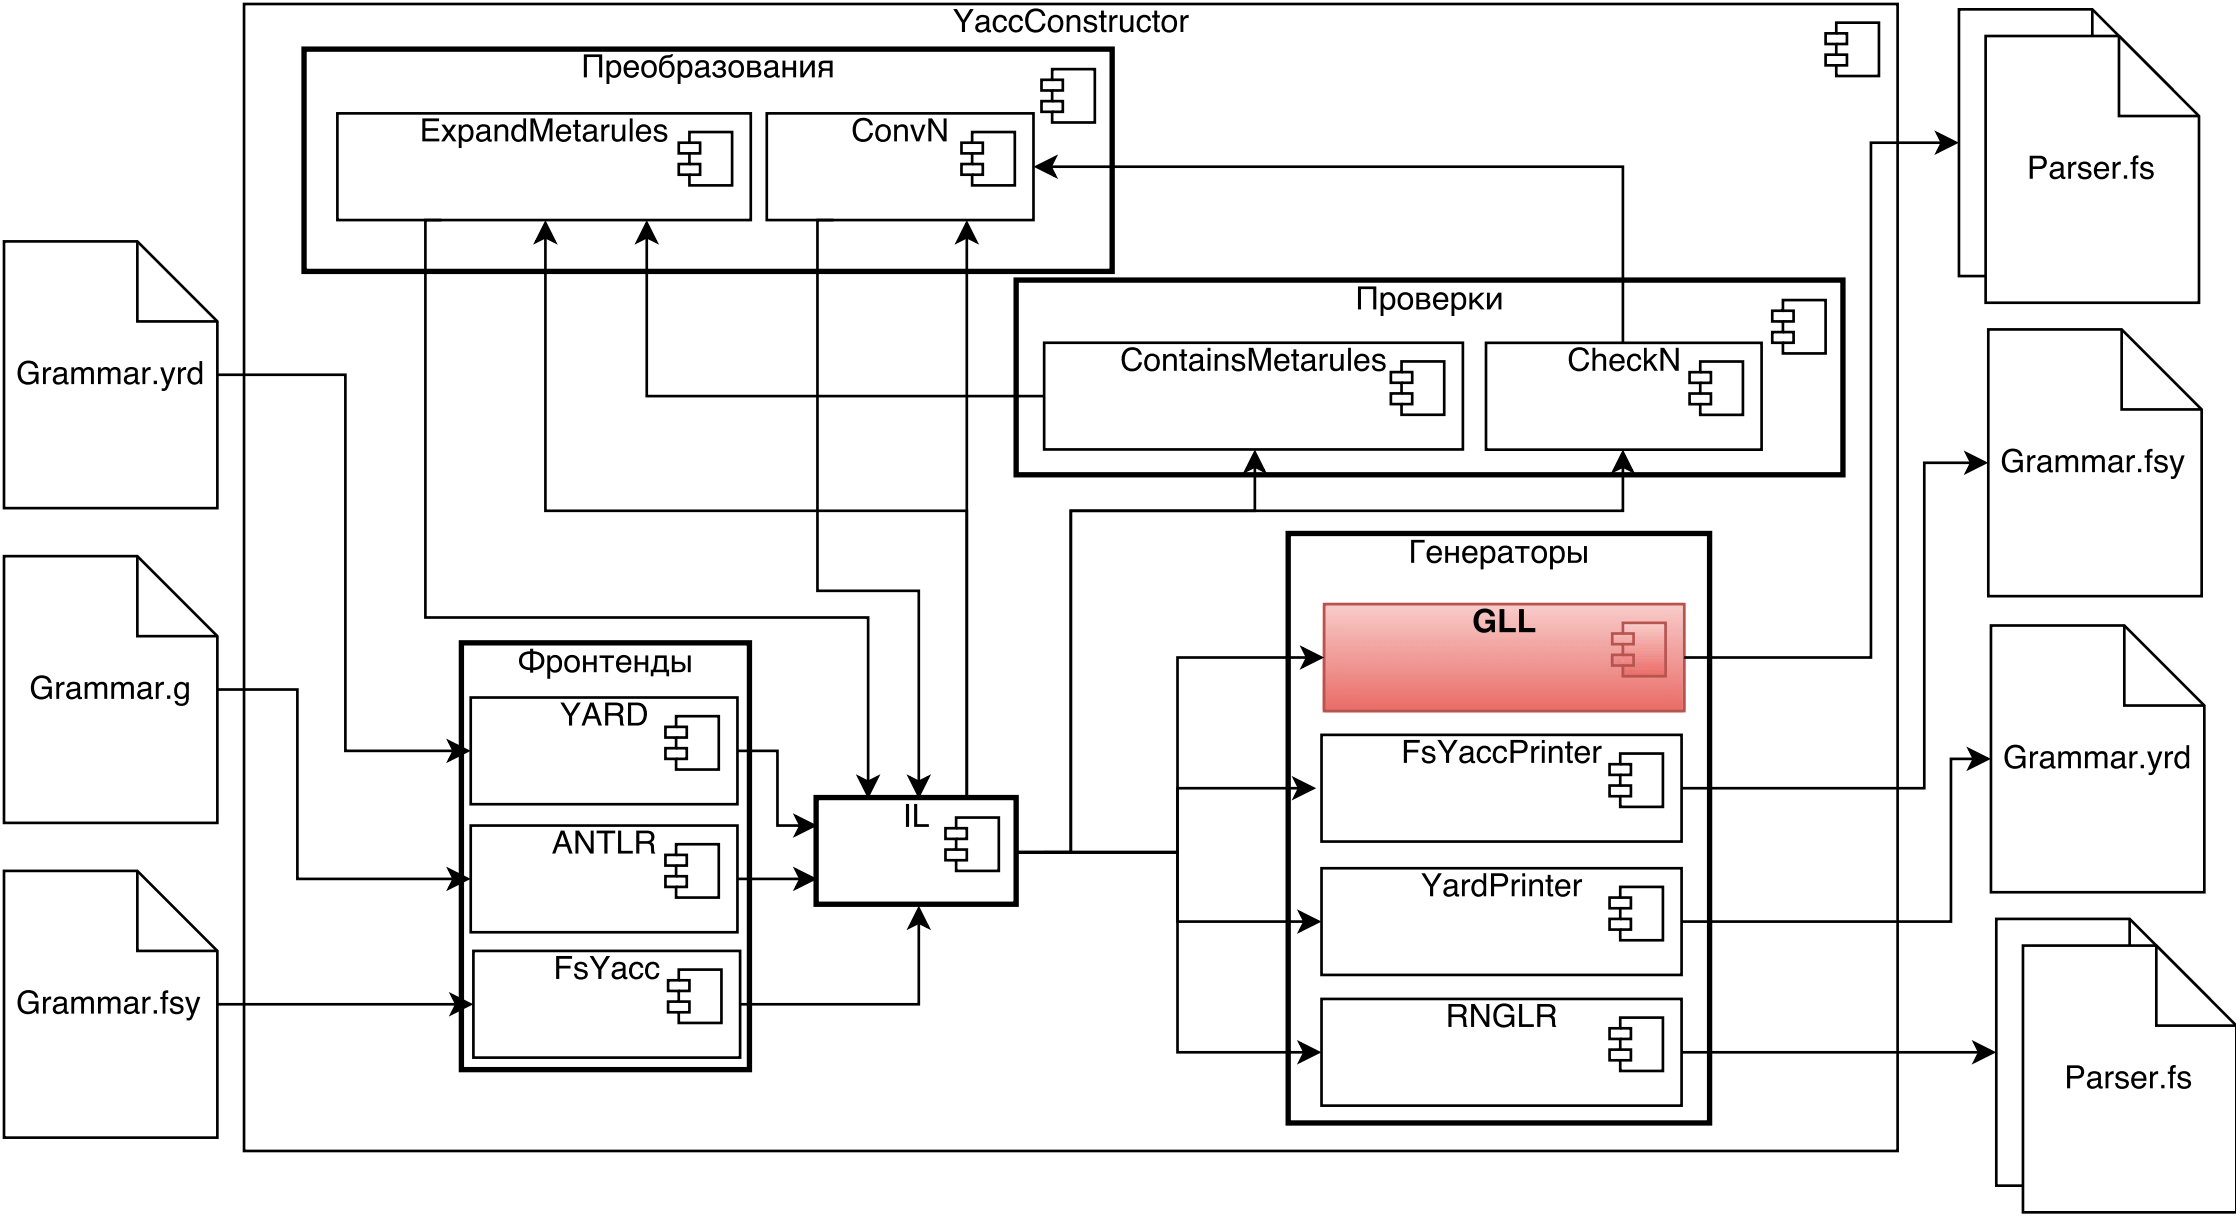 YaccConstructor
Преобразования
ExpandMetarules
ConvN
Parser.fs
Проверки
ContainsMetarules
CheckN
Grammar.yrd
Grammar.fsy
Генераторы
GLL
Фронтенды
Grammar.g
YARD
FsYaccPrinter
Grammar.yrd
IL
ANTLR
YardPrinter
FsYacc
Grammar.fsy
RNGLR
Parser.fs